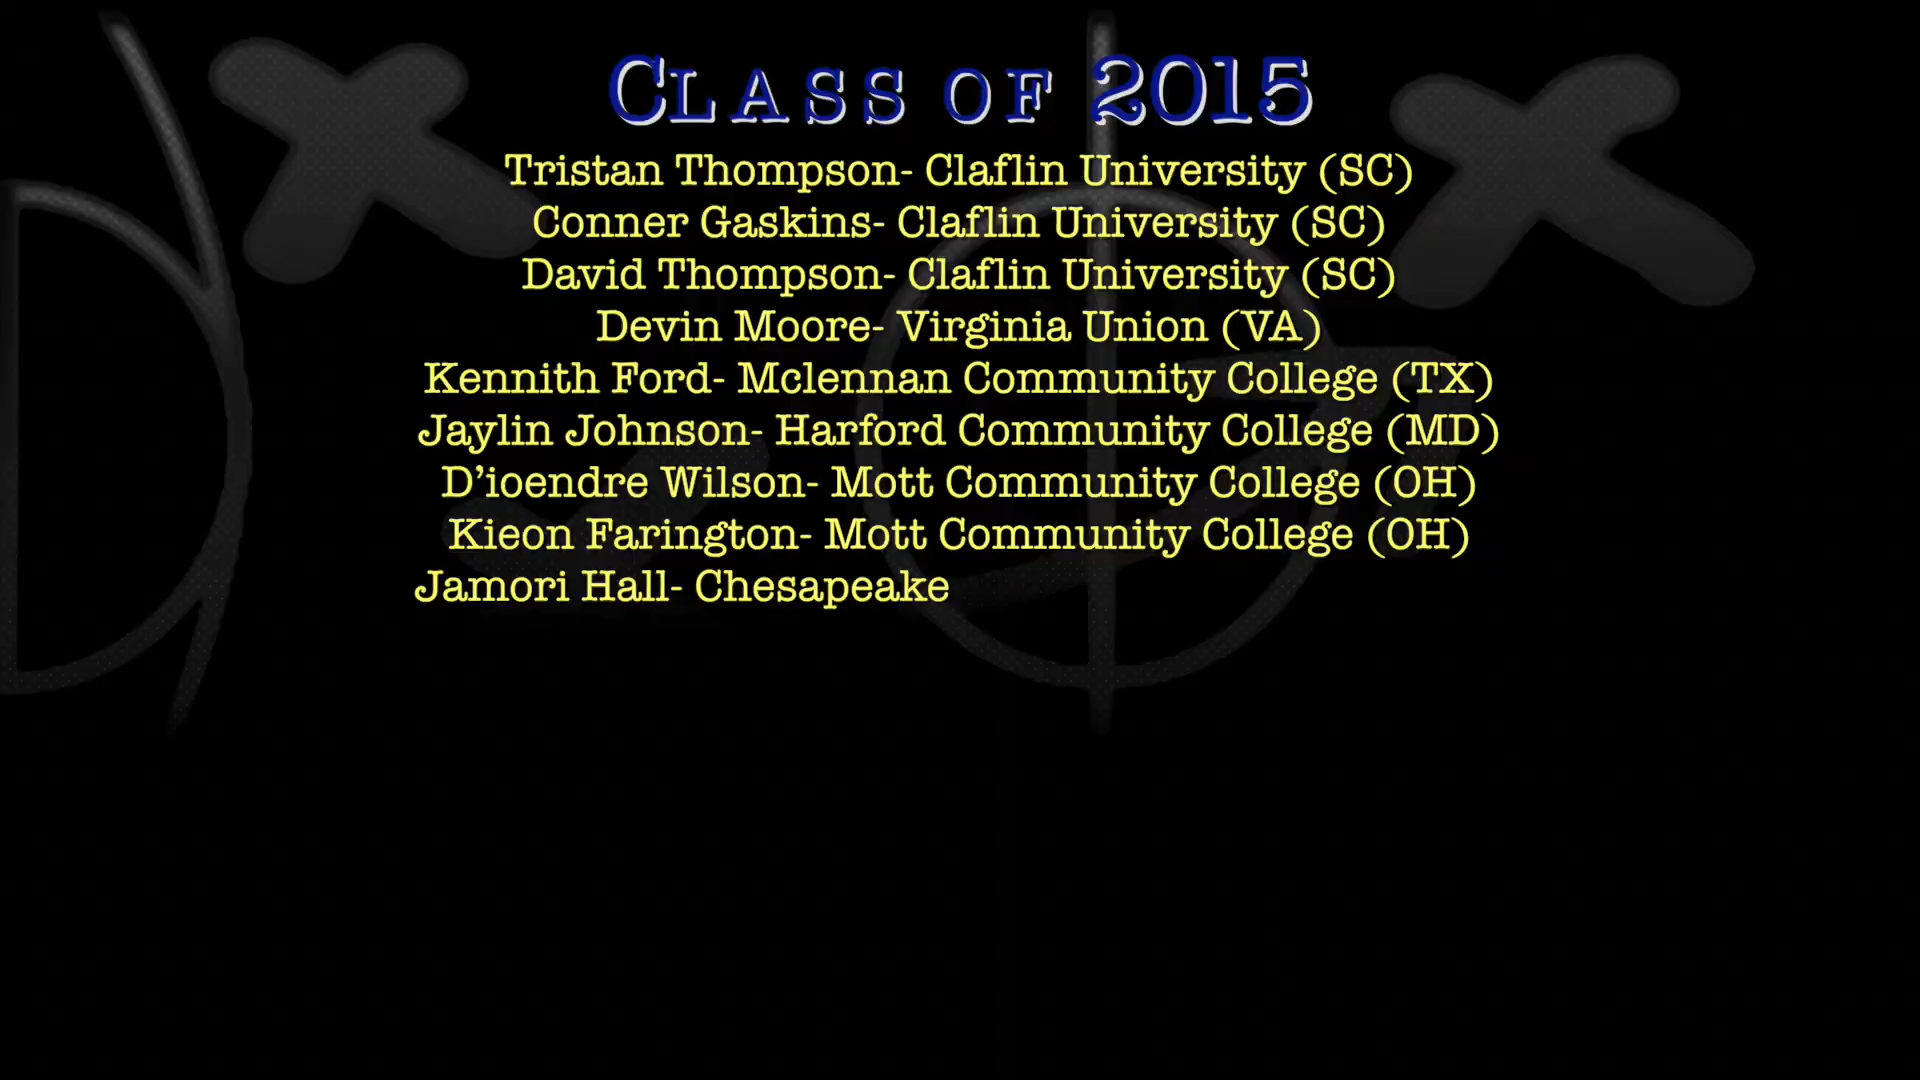 Class of 2015
Tristan Thompson- Claflin University (SC)
Conner Gaskins- Claflin University (SC)
David Thompson- Claflin University (SC)
Devin Moore- Virginia Union (VA)
Kennith Ford- Mclennan Community College (TX)
Jaylin Johnson- Harford Community College (MD)
D’ioendre Wilson- Mott Community College (OH)
Kieon Farington- Mott Community College (OH)
Jamori Hall- Chesapeake